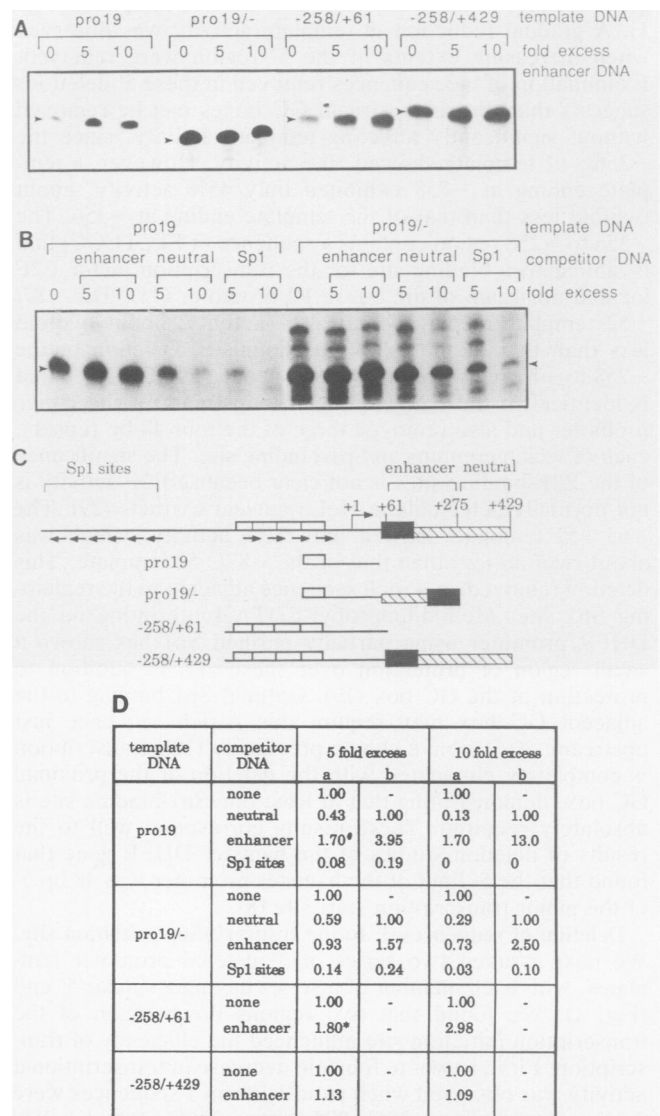 A
pro19 pro19/- -258/+61 -258/+429 template DNA
0 5 10 0 5 10 0 5 10 0 5 10 fold excess
enhancer DNA
B
pro19 pro19/- template DNA
enhancer neutral Sp1 enhancer neutral Sp1 competitor DNA
0 5 10 5 10 5 10 0 5 10 5 10 5 10 fold excess
C
Sp1 sites enhancer neutral
+1 +61 +275 +429
pro19
pro19/-
-258/+61
-258/+429
D
template DNA competitor DNA 5 fold excess 10 fold excess
a b a b
pro19 none 1.00 - 1.00 -
neutral 0.43 1.00 0.13 1.00
enhancer 1.70 3.95 1.70 13.0
Sp1 sites 0.08 0.19 - -
pro19/- none 1.00 - 1.00 -
neutral 0.59 1.00 0.29 1.00
enhancer 0.93 1.57 0.73 2.50
Sp1 sites 0.14 0.24 0.03 0.10
-258/+61 none 1.00 - 1.00 -
enhancer 1.80* - 2.98 -
-258/+429 none 1.00 - 1.00 -
enhancer 1.13 - 1.09 -